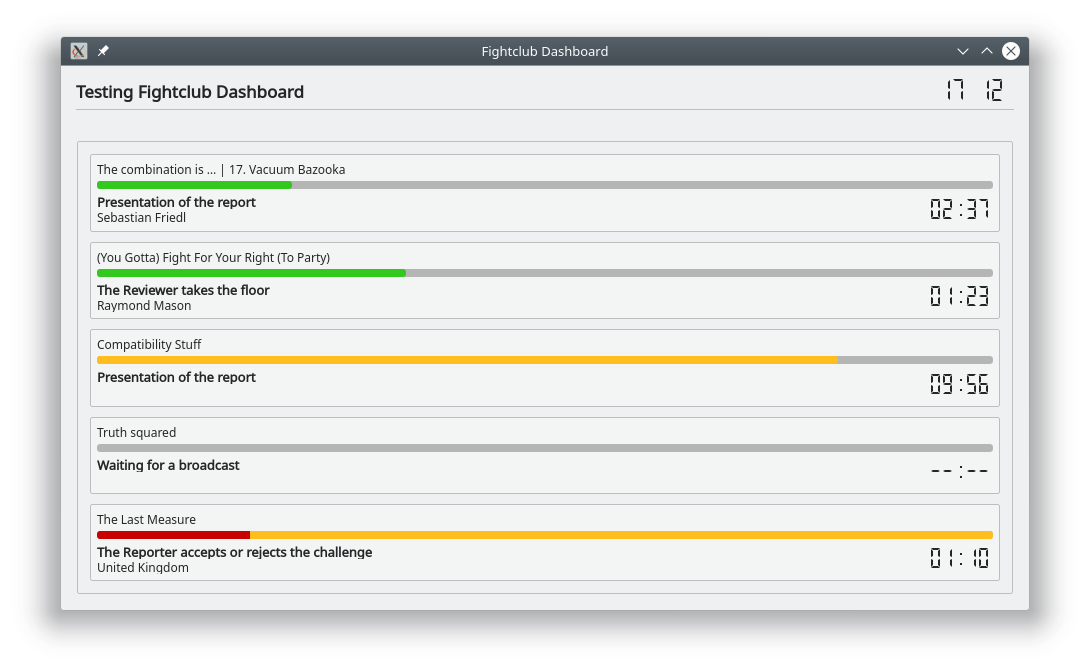 Fightclub Dashboard
Testing Fightclub Dashboard
17 12
The combination is ... | 17. Vacuum Bazooka
Presentation of the report
Sebastian Friedl
02:37
(You Gotta) Fight For Your Right (To Party)
The Reviewer takes the floor
Raymond Mason
01:23
Compatibility Stuff
Presentation of the report
09:56
Truth squared
Waiting for a broadcast
--:--
The Last Measure
The Reporter accepts or rejects the challenge
United Kingdom
01:10